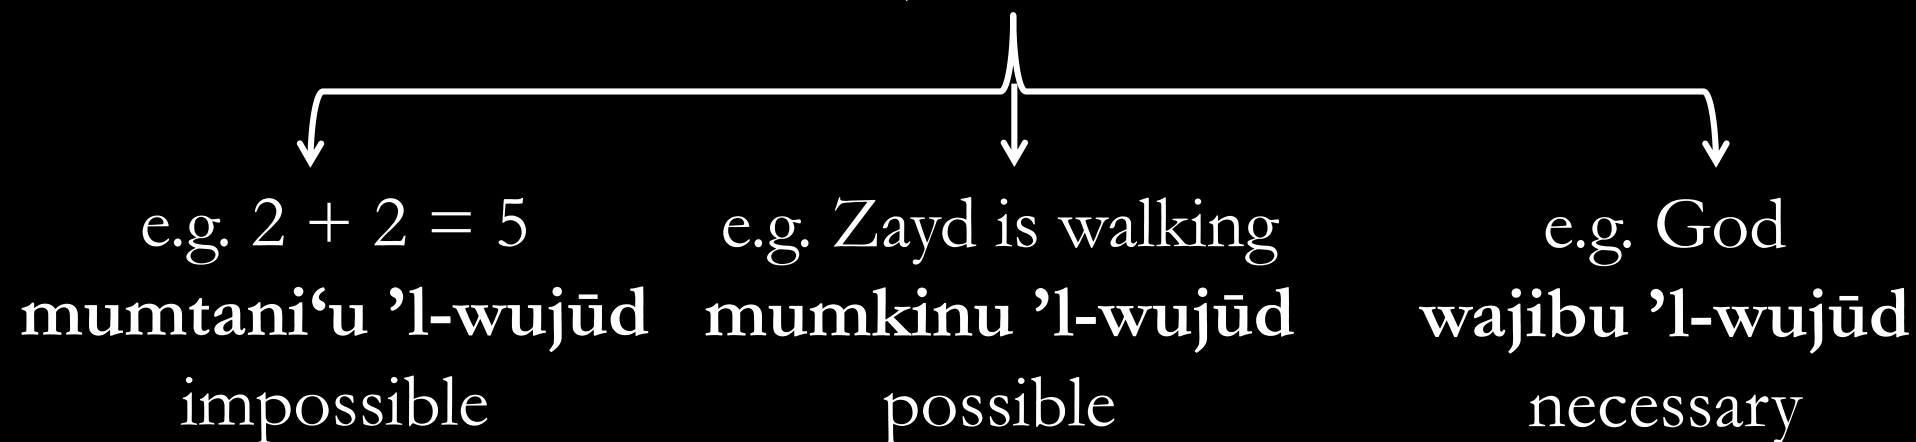 e.g. 2 + 2 = 5 e.g. Zayd is walking e.g. God
mumtani‘u ’l-wujūd mumkinu ’l-wujūd wajibu ’l-wujūd
impossible possible necessary